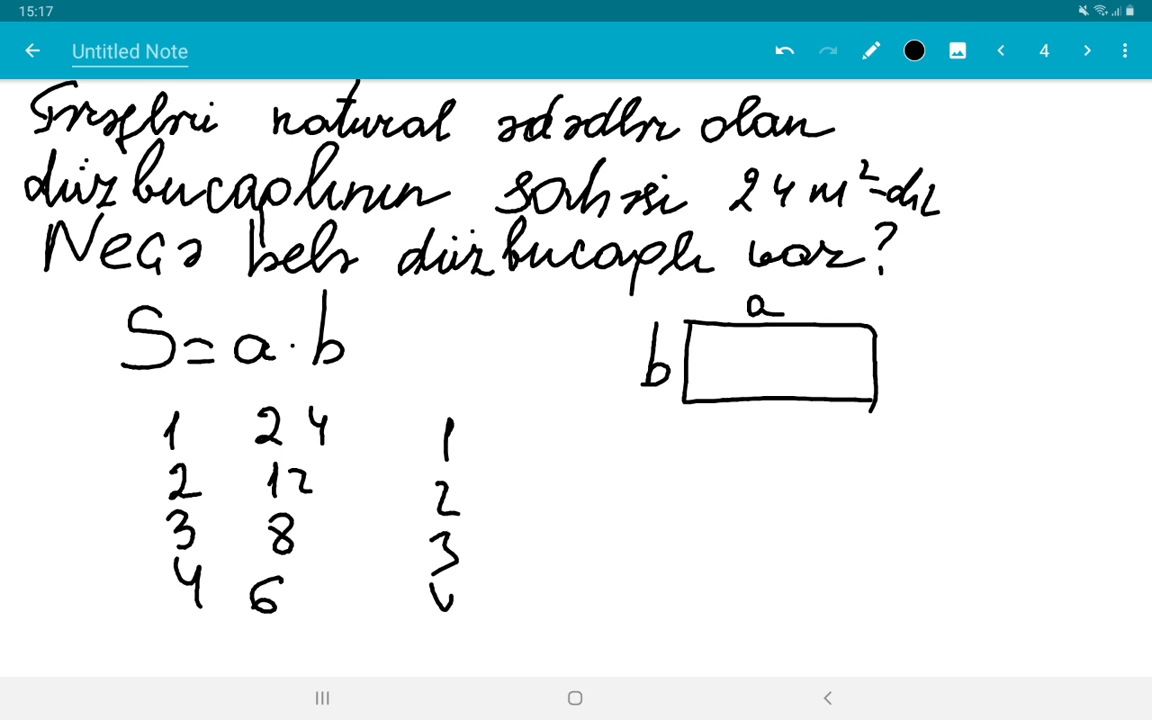 15:17
Untitled Note
4
Tərəfləri natural ədədlər olan
düzbucaqlının sahəsi 24 m²-dır
Neçə belə düzbucaqlı var?
a
S = a · b
b
1 24 1
2 12 2
3 8 3
4 6 4